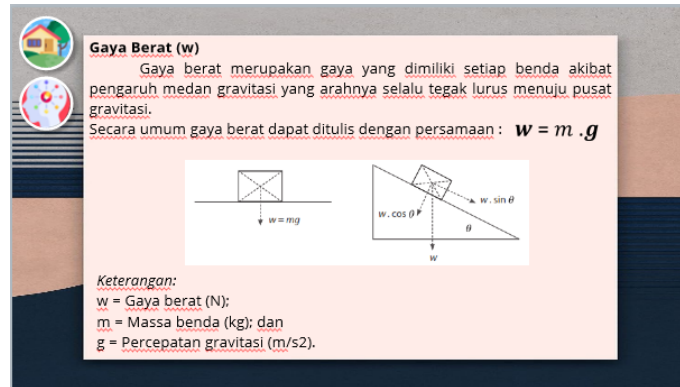 Gaya Berat (w)
Gaya berat merupakan gaya yang dimiliki setiap benda akibat
pengaruh medan gravitasi yang arahnya selalu tegak lurus menuju pusat
gravitasi.
Secara umum gaya berat dapat ditulis dengan persamaan : w = m .g
w = mg
w . sin θ
w . cos θ
θ
w
Keterangan:
w = Gaya berat (N);
m = Massa benda (kg); dan
g = Percepatan gravitasi (m/s2).